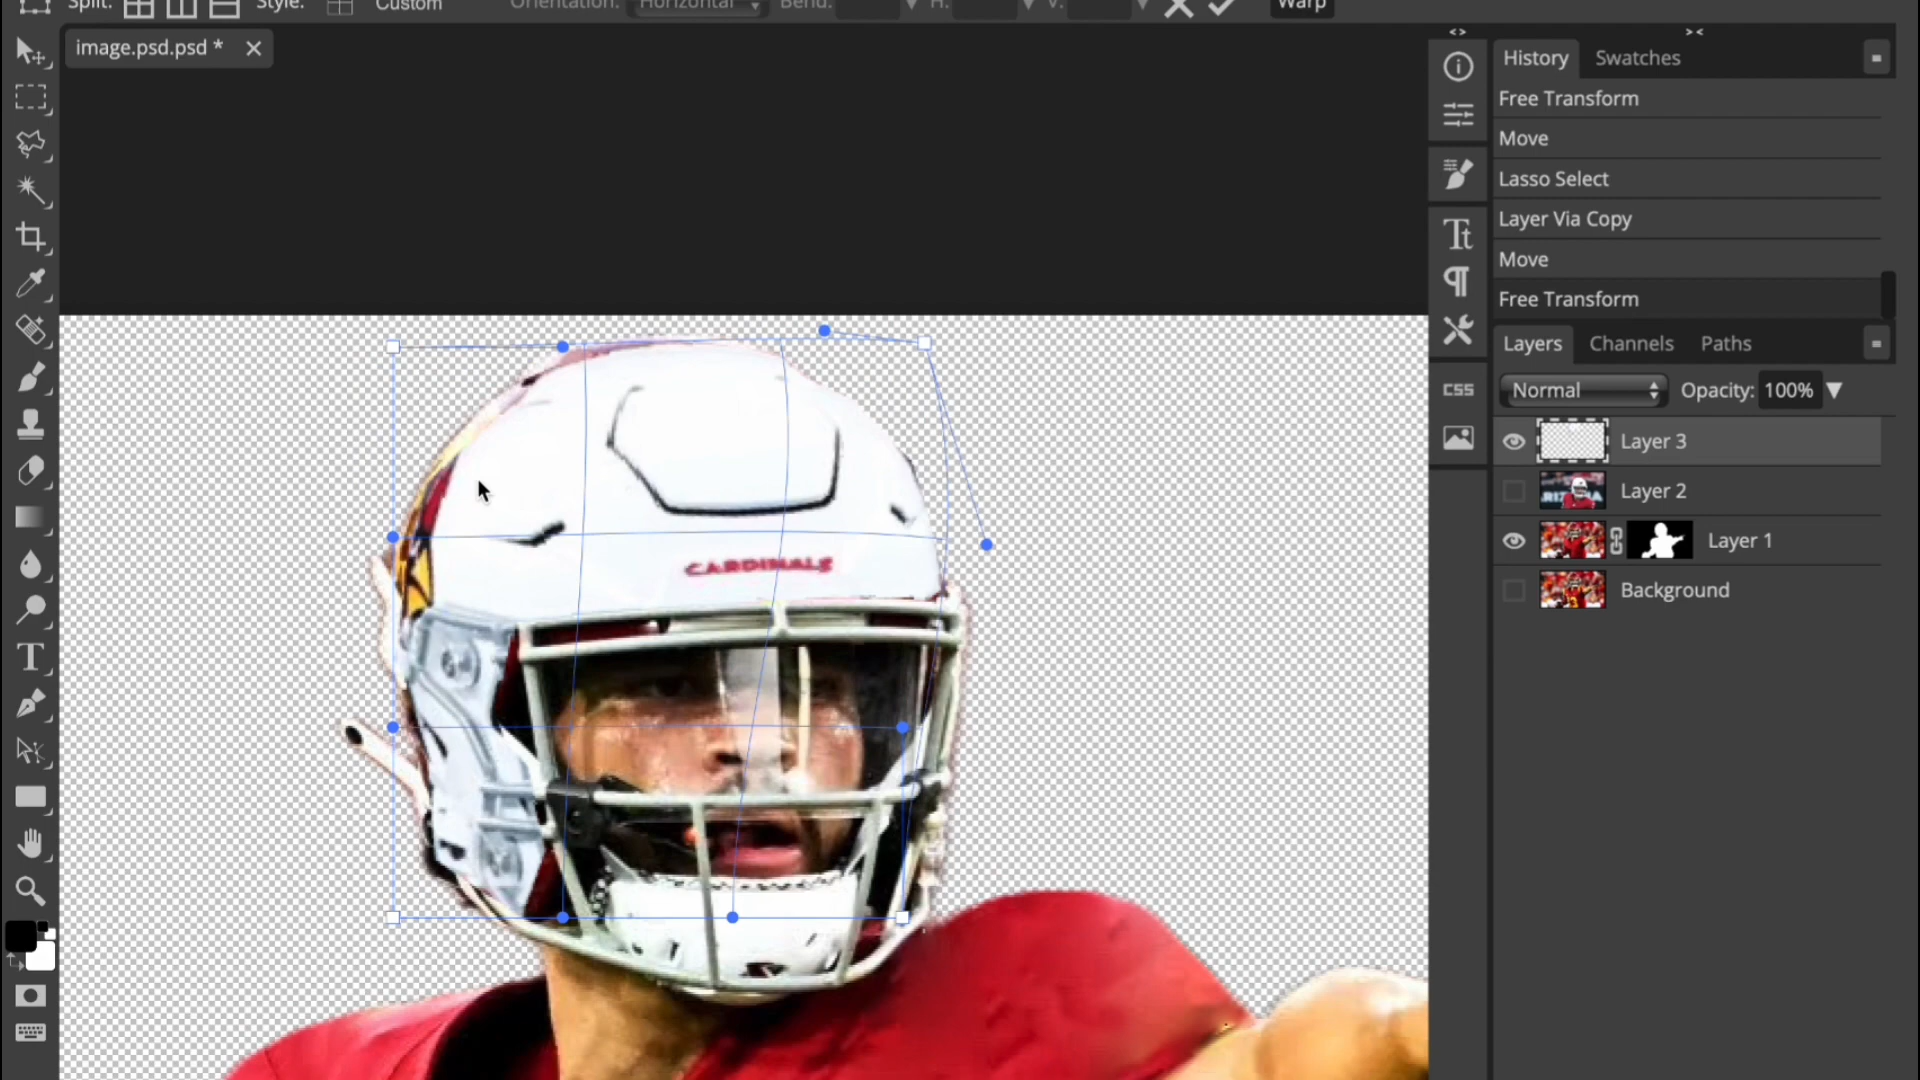 Split: Style: Custom Orientation: Horizontal Bend: H: V: Warp
image.psd.psd *
History Swatches
Free Transform
Move
Lasso Select
Layer Via Copy
Move
Free Transform
Layers Channels Paths
Normal Opacity: 100%
Layer 3
Layer 2
Layer 1
Background
CSS
CARDINALS